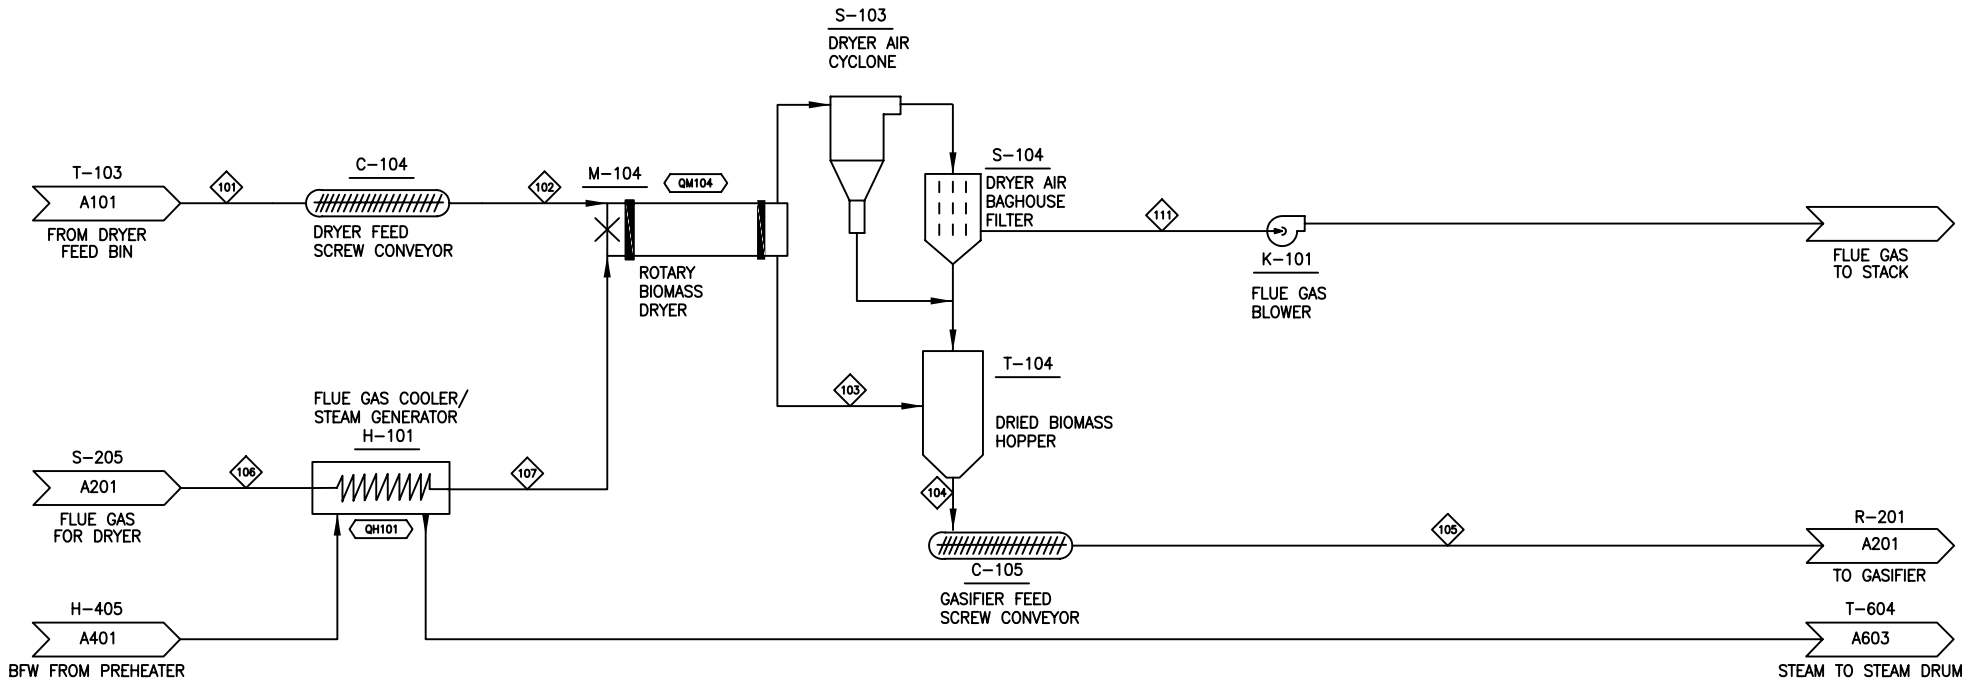 S-103
DRYER AIR
CYCLONE
T-103
A101
FROM DRYER
FEED BIN
101
C-104
DRYER FEED
SCREW CONVEYOR
102
M-104
QM104
ROTARY
BIOMASS
DRYER
S-104
DRYER AIR
BAGHOUSE
FILTER
111
K-101
FLUE GAS
BLOWER
FLUE GAS
TO STACK
103
T-104
DRIED BIOMASS
HOPPER
FLUE GAS COOLER/
STEAM GENERATOR
H-101
QH101
S-205
A201
FLUE GAS
FOR DRYER
106
107
104
C-105
GASIFIER FEED
SCREW CONVEYOR
105
R-201
A201
TO GASIFIER
H-405
A401
BFW FROM PREHEATER
T-604
A603
STEAM TO STEAM DRUM